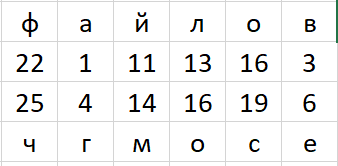 ф а й л о в
22 1 11 13 16 3
25 4 14 16 19 6
ч г м о с е